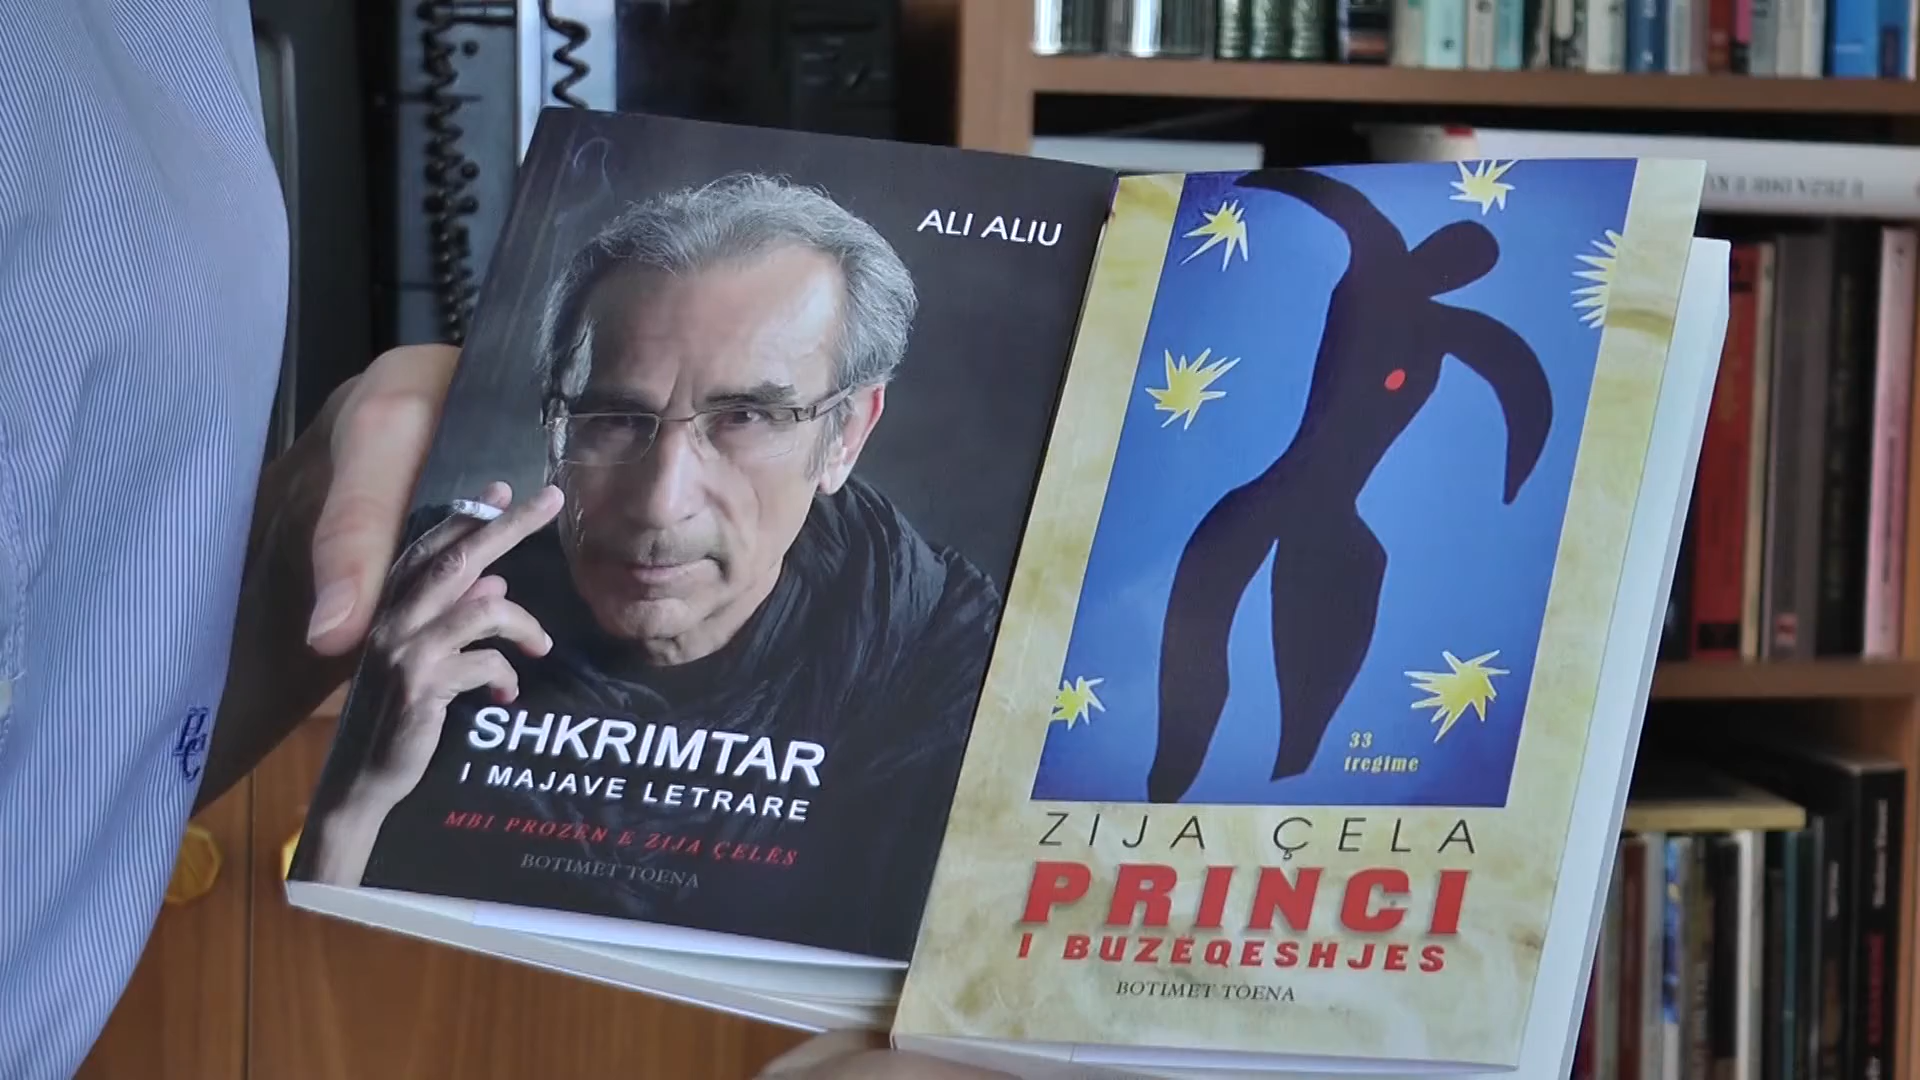 ALI ALIU
SHKRIMTAR
I MAJAVE LETRARE
MBI PROZËN E ZIJA ÇELËS
BOTIMET TOENA
33
tregime
ZIJA ÇELA
PRINCI
I BUZËQESHJES
BOTIMET TOENA